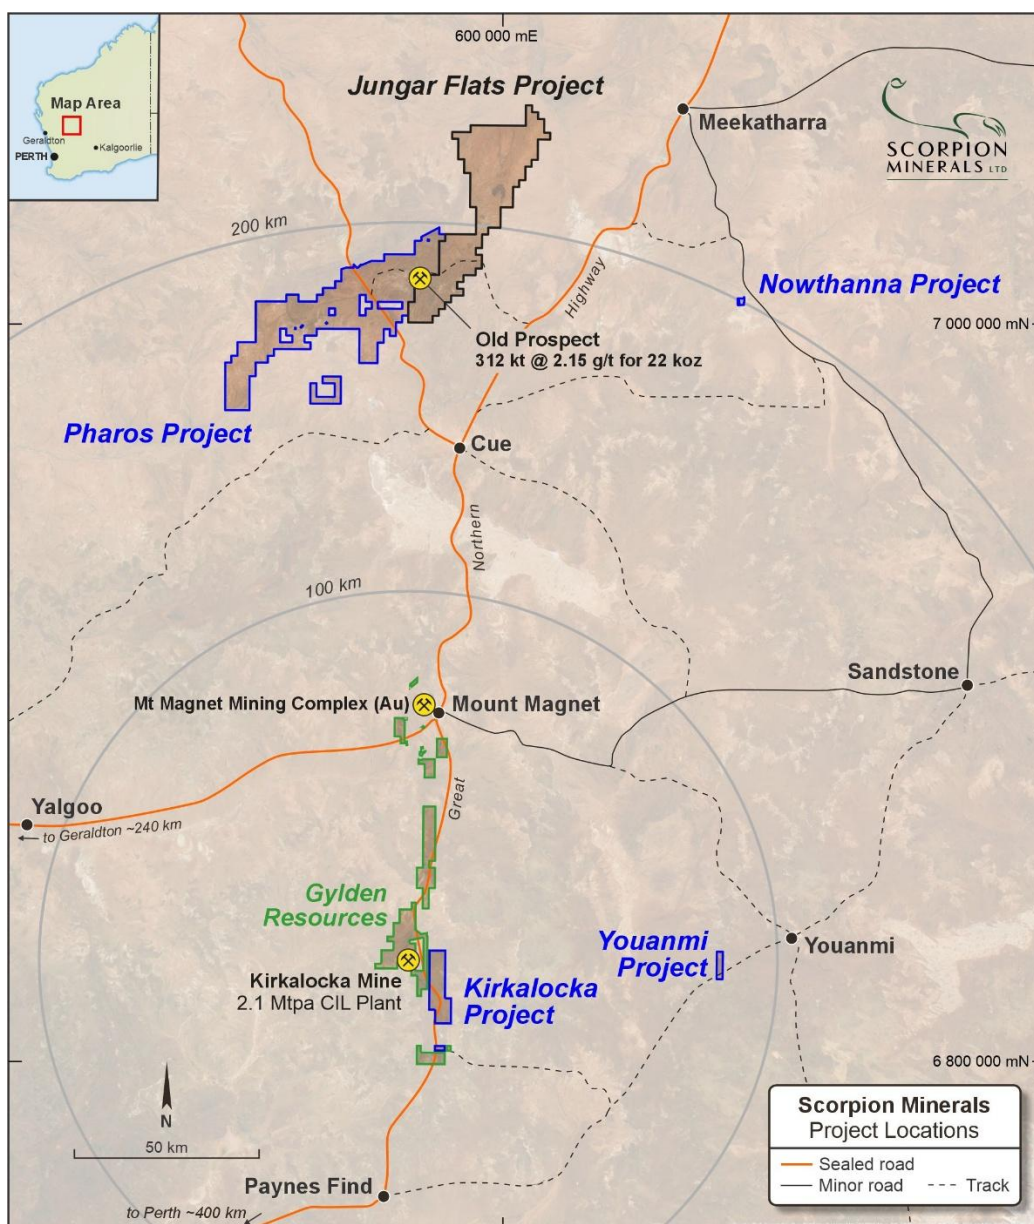 600 000 mE
Map Area
Geraldton
PERTH
Kalgoorlie
Jungar Flats Project
Meekatharra
SCORPION
MINERALS LTD
200 km
Highway
Nowthanna Project
7 000 000 mN
Old Prospect
312 kt @ 2.15 g/t for 22 koz
Pharos Project
Cue
Northern
100 km
Sandstone
Mt Magnet Mining Complex (Au)
Mount Magnet
Great
Yalgoo
to Geraldton ~240 km
Gylden
Resources
Youanmi
Project
Youanmi
Kirkalocka Mine
2.1 Mtpa CIL Plant
Kirkalocka
Project
6 800 000 mN
N
50 km
Scorpion Minerals
Project Locations
Sealed road
Minor road
Track
Paynes Find
to Perth ~400 km